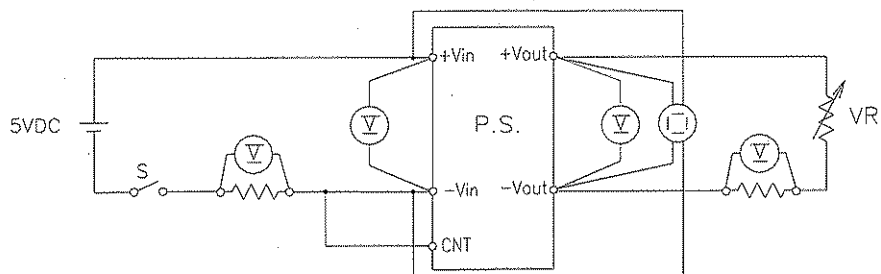 +Vin
+Vout
5VDC
V
P.S.
V
VR
V
V
S
-Vin
-Vout
CNT